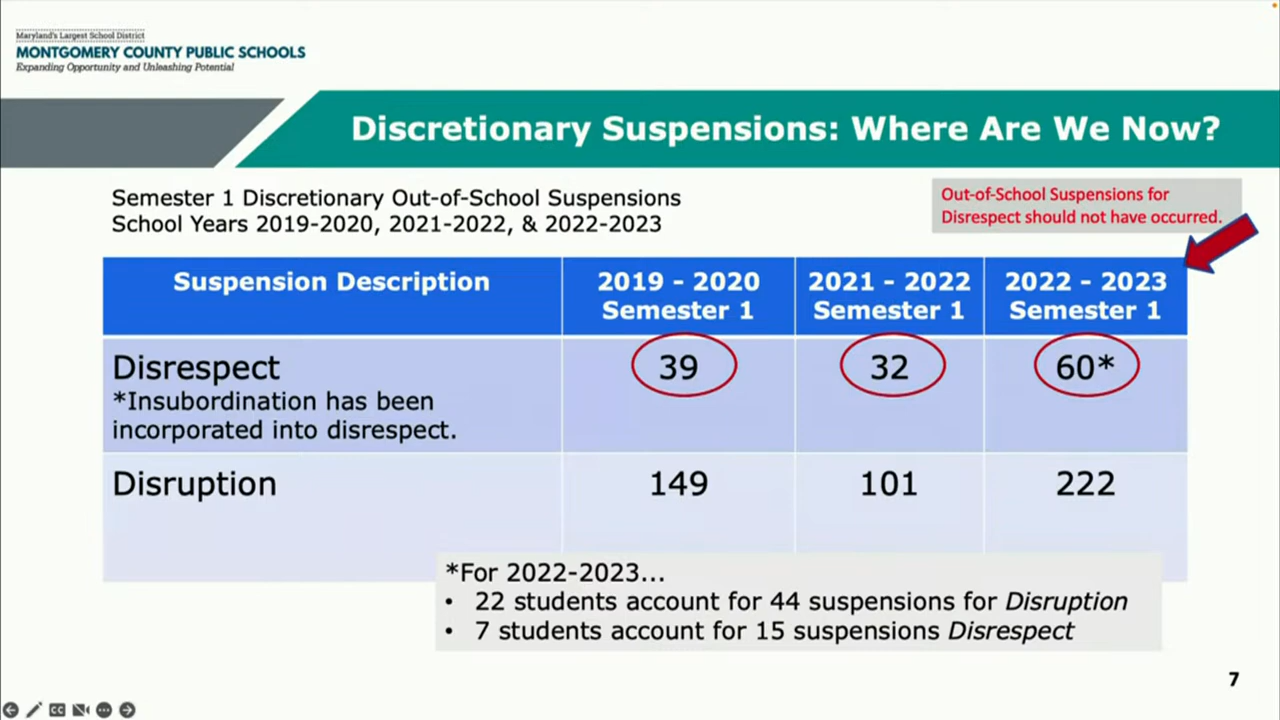 Maryland's Largest School District
MONTGOMERY COUNTY PUBLIC SCHOOLS
Expanding Opportunity and Unleashing Potential
Discretionary Suspensions: Where Are We Now?
Semester 1 Discretionary Out-of-School Suspensions
School Years 2019-2020, 2021-2022, & 2022-2023
Out-of-School Suspensions for
Disrespect should not have occurred.
Suspension Description
2019 - 2020
Semester 1
2021 - 2022
Semester 1
2022 - 2023
Semester 1
Disrespect
*Insubordination has been
incorporated into disrespect.
39
32
60*
Disruption
149
101
222
*For 2022-2023...
• 22 students account for 44 suspensions for Disruption
• 7 students account for 15 suspensions Disrespect
7
CC